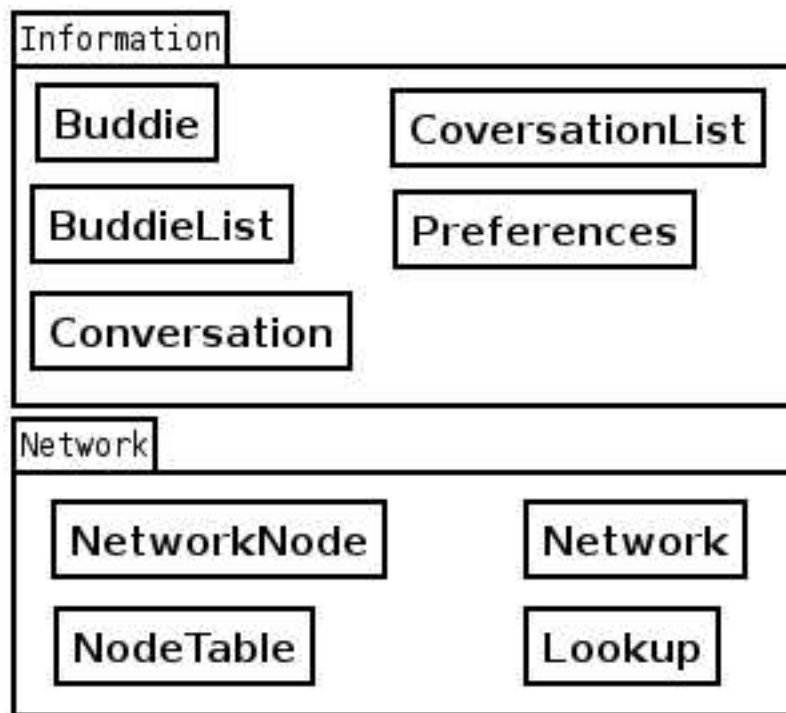 Information
Buddie
CoversationList
BuddieList
Preferences
Conversation
Network
NetworkNode
Network
NodeTable
Lookup